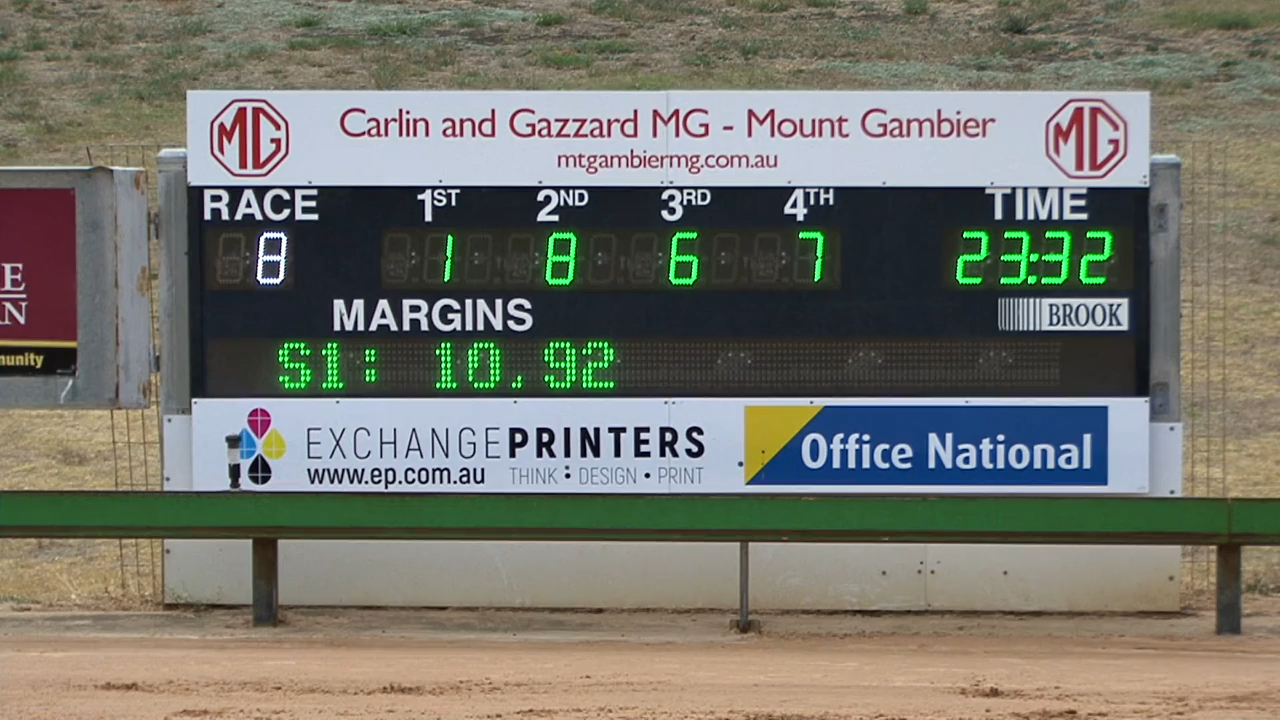 MG Carlin and Gazzard MG - Mount Gambier MG
mtgambiermg.com.au
RACE 1ST 2ND 3RD 4TH TIME
8 1 8 6 7 23:32
MARGINS
BROOK
S1: 10.92
E
N
munity
EXCHANGEPRINTERS
www.ep.com.au THINK • DESIGN • PRINT
Office National